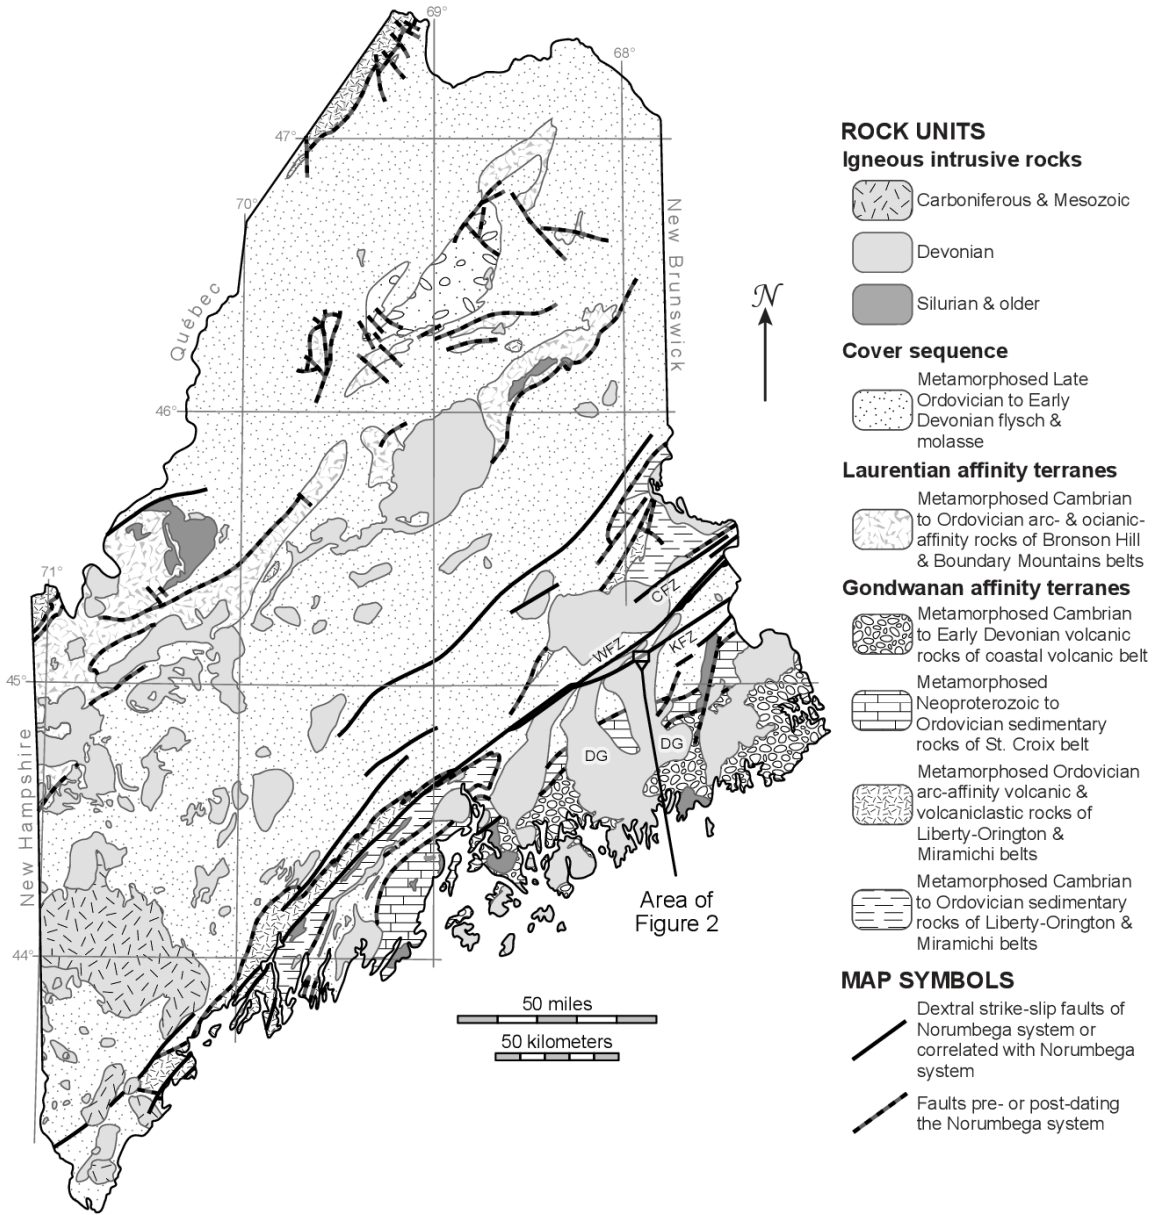 69°
68°
47°
70°
New Brunswick
Québec
46°
71°
CFZ
WFZ
KFZ
45°
DG
DG
New Hampshire
44°
Area of
Figure 2
50 miles
50 kilometers
N
ROCK UNITS
Igneous intrusive rocks
Carboniferous & Mesozoic
Devonian
Silurian & older
Cover sequence
Metamorphosed Late
Ordovician to Early
Devonian flysch &
molasse
Laurentian affinity terranes
Metamorphosed Cambrian
to Ordovician arc- & ocianic-
affinity rocks of Bronson Hill
& Boundary Mountains belts
Gondwanan affinity terranes
Metamorphosed Cambrian
to Early Devonian volcanic
rocks of coastal volcanic belt
Metamorphosed
Neoproterozoic to
Ordovician sedimentary
rocks of St. Croix belt
Metamorphosed Ordovician
arc-affinity volcanic &
volcaniclastic rocks of
Liberty-Orington &
Miramichi belts
Metamorphosed Cambrian
to Ordovician sedimentary
rocks of Liberty-Orington &
Miramichi belts
MAP SYMBOLS
Dextral strike-slip faults of
Norumbega system or
correlated with Norumbega
system
Faults pre- or post-dating
the Norumbega system